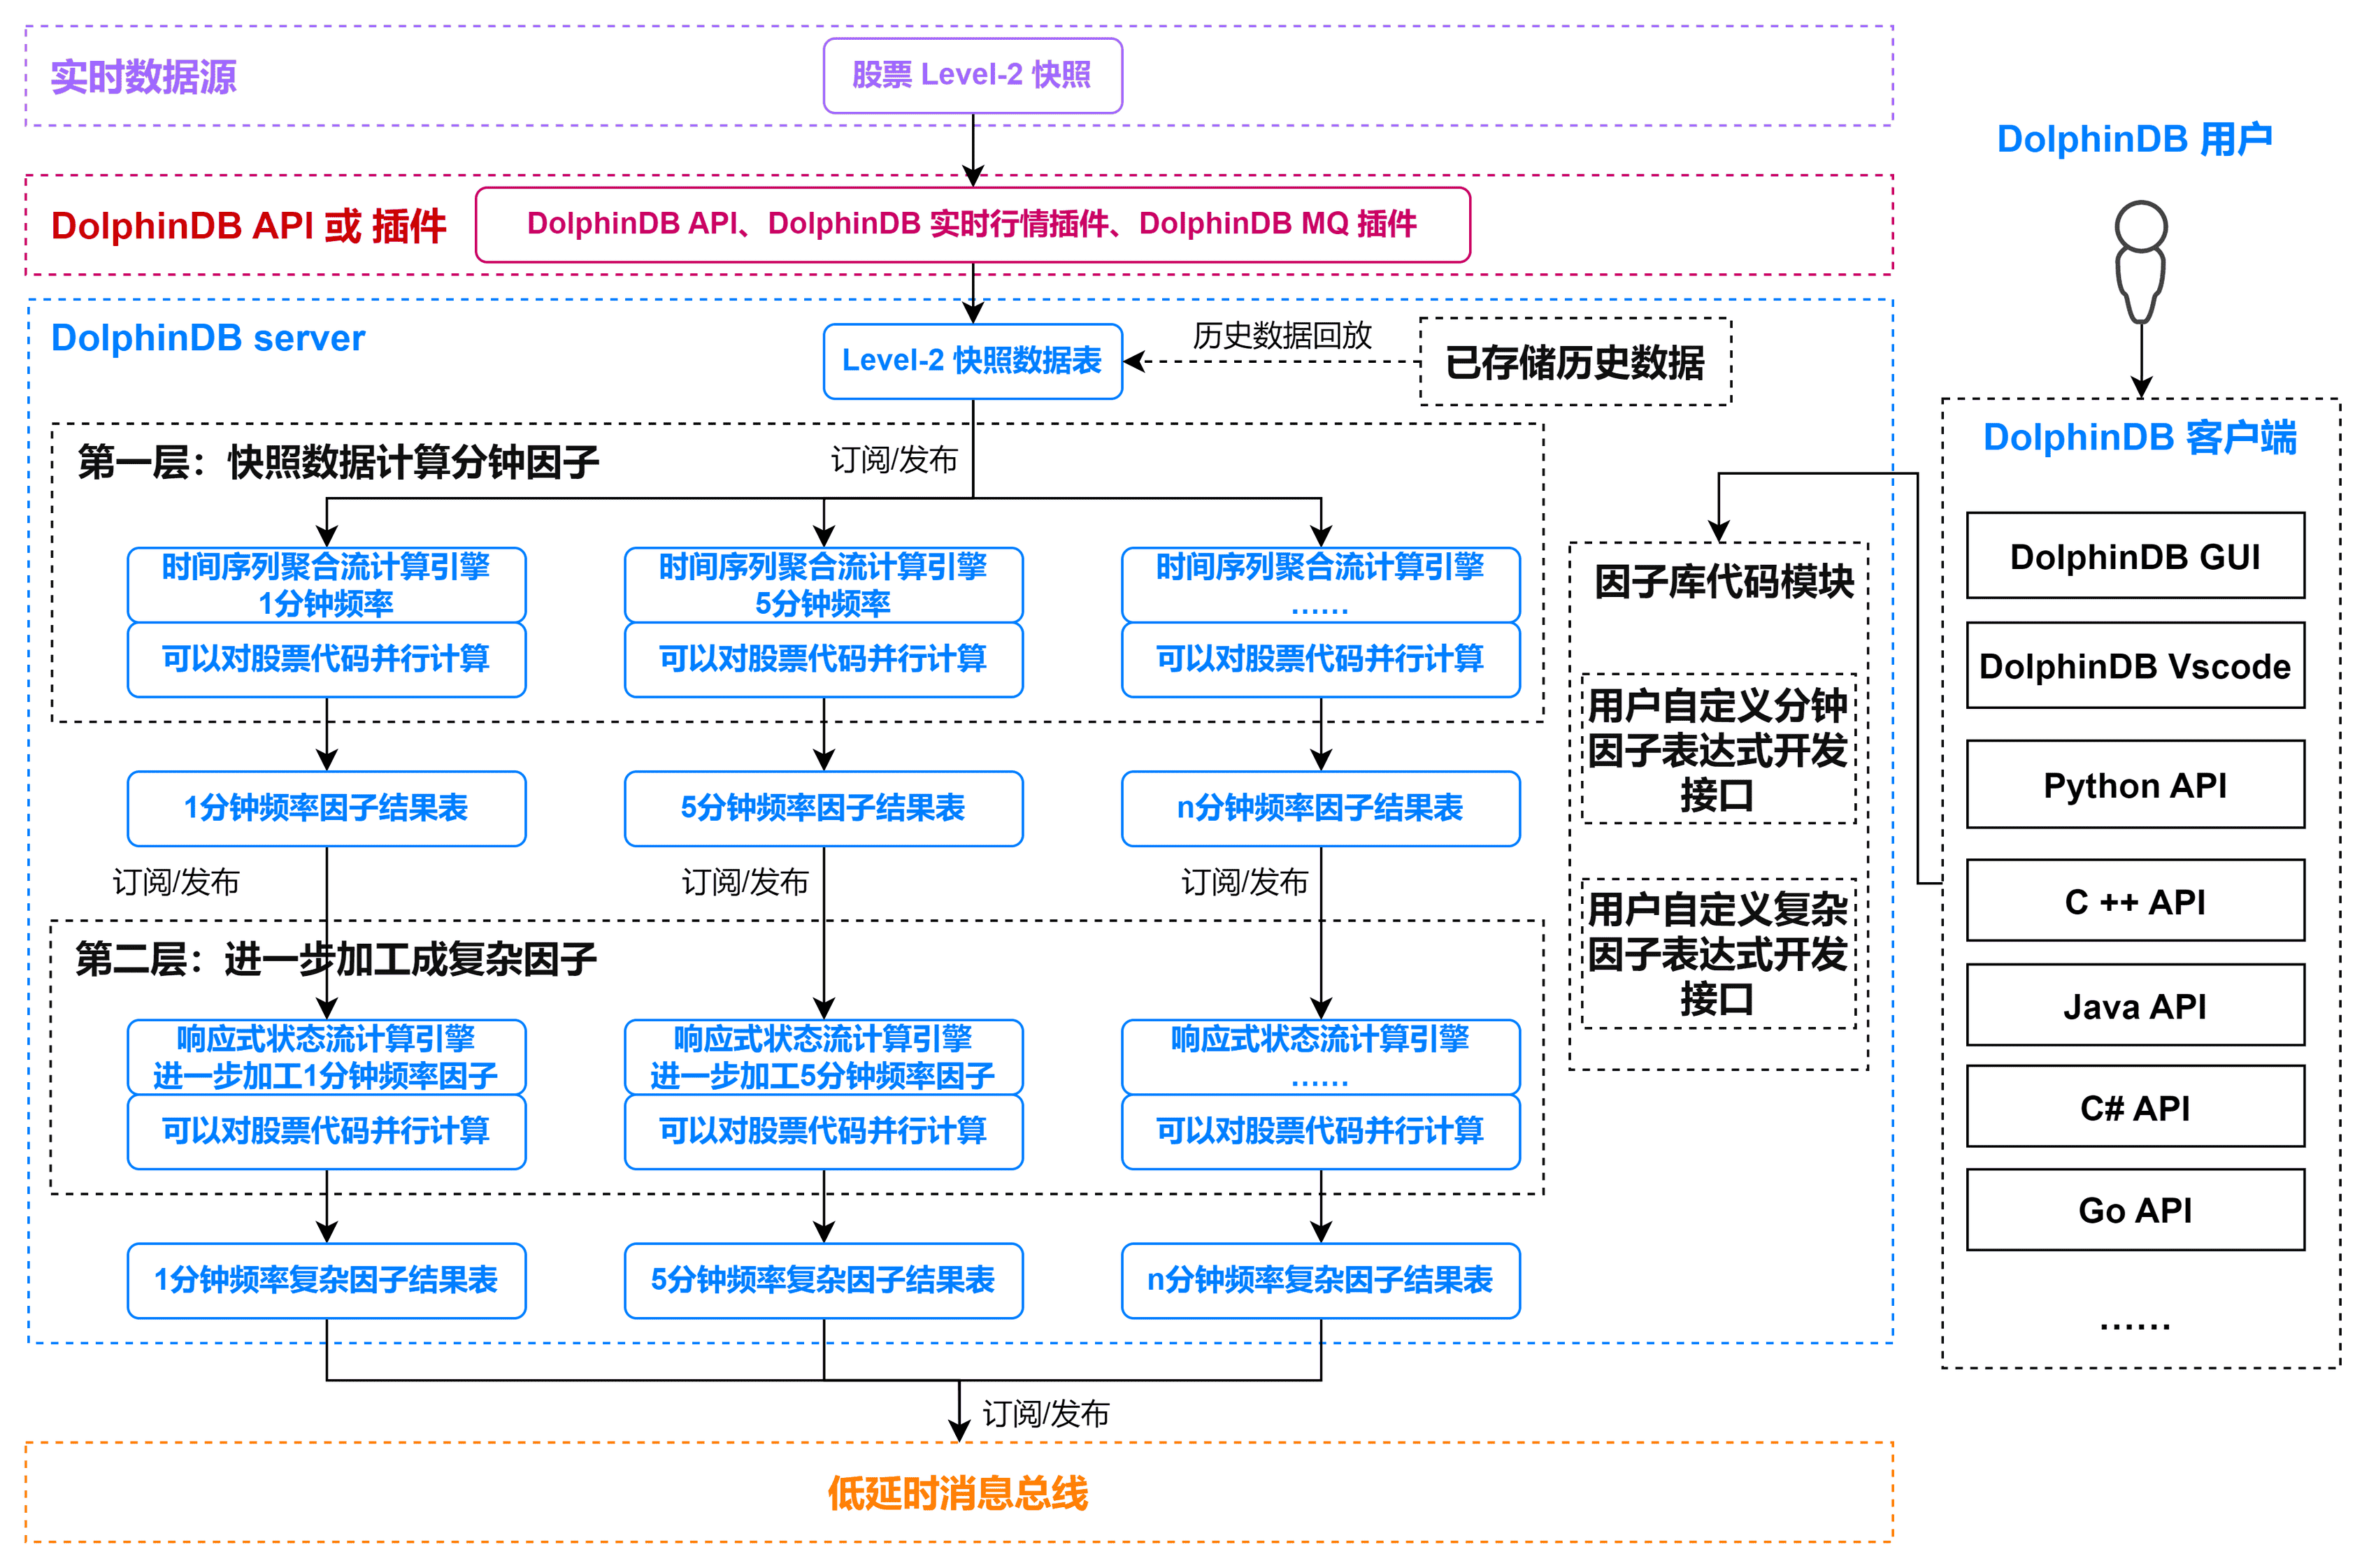 实时数据源
股票 Level-2 快照
DolphinDB API 或 插件
DolphinDB API、DolphinDB 实时行情插件、DolphinDB MQ 插件
DolphinDB server
Level-2 快照数据表
历史数据回放
已存储历史数据
第一层：快照数据计算分钟因子
订阅/发布
时间序列聚合流计算引擎
1分钟频率
可以对股票代码并行计算
时间序列聚合流计算引擎
5分钟频率
可以对股票代码并行计算
时间序列聚合流计算引擎
......
可以对股票代码并行计算
1分钟频率因子结果表
5分钟频率因子结果表
n分钟频率因子结果表
订阅/发布
订阅/发布
订阅/发布
第二层：进一步加工成复杂因子
响应式状态流计算引擎
进一步加工1分钟频率因子
可以对股票代码并行计算
响应式状态流计算引擎
进一步加工5分钟频率因子
可以对股票代码并行计算
响应式状态流计算引擎
......
可以对股票代码并行计算
1分钟频率复杂因子结果表
5分钟频率复杂因子结果表
n分钟频率复杂因子结果表
订阅/发布
低延时消息总线
因子库代码模块
用户自定义分钟
因子表达式开发
接口
用户自定义复杂
因子表达式开发
接口
DolphinDB 用户
DolphinDB 客户端
DolphinDB GUI
DolphinDB Vscode
Python API
C ++ API
Java API
C# API
Go API
......